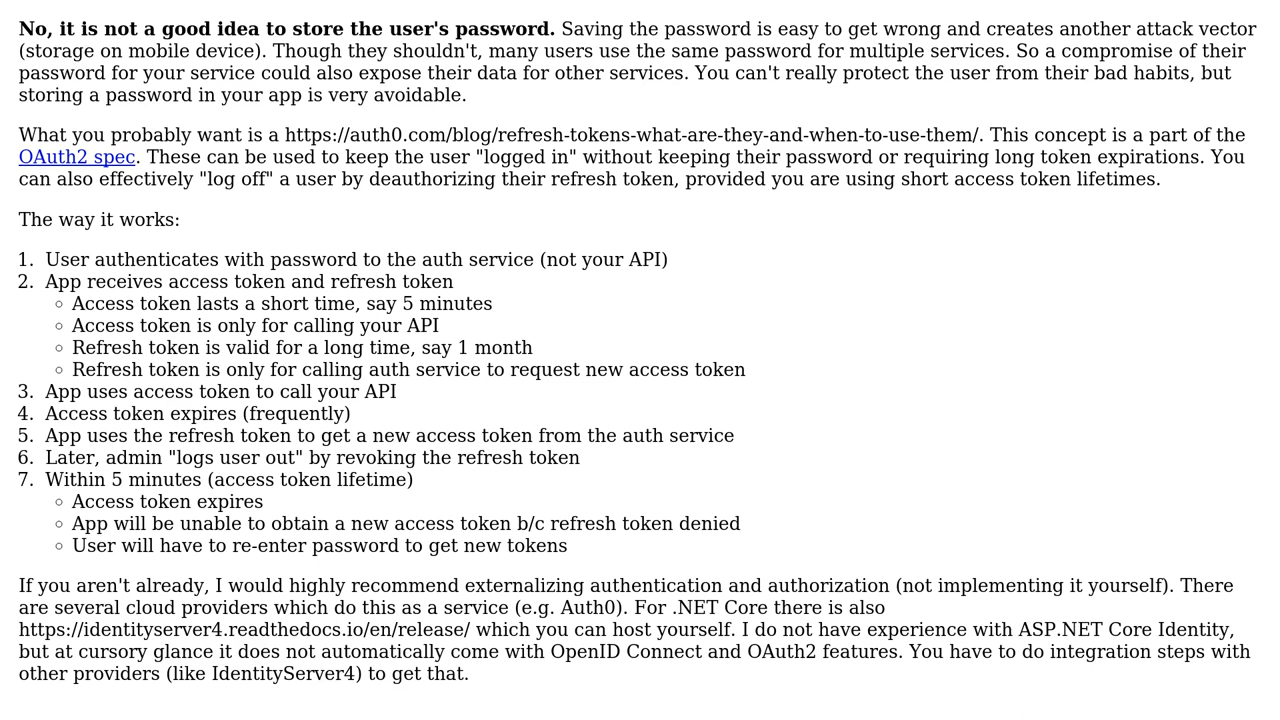 No, it is not a good idea to store the user's password. Saving the password is easy to get wrong and creates another attack vector
(storage on mobile device). Though they shouldn't, many users use the same password for multiple services. So a compromise of their
password for your service could also expose their data for other services. You can't really protect the user from their bad habits, but
storing a password in your app is very avoidable.
What you probably want is a https://auth0.com/blog/refresh-tokens-what-are-they-and-when-to-use-them/. This concept is a part of the
OAuth2 spec. These can be used to keep the user "logged in" without keeping their password or requiring long token expirations. You
can also effectively "log off" a user by deauthorizing their refresh token, provided you are using short access token lifetimes.
The way it works:
1. User authenticates with password to the auth service (not your API)
2. App receives access token and refresh token
◦ Access token lasts a short time, say 5 minutes
◦ Access token is only for calling your API
◦ Refresh token is valid for a long time, say 1 month
◦ Refresh token is only for calling auth service to request new access token
3. App uses access token to call your API
4. Access token expires (frequently)
5. App uses the refresh token to get a new access token from the auth service
6. Later, admin "logs user out" by revoking the refresh token
7. Within 5 minutes (access token lifetime)
◦ Access token expires
◦ App will be unable to obtain a new access token b/c refresh token denied
◦ User will have to re-enter password to get new tokens
If you aren't already, I would highly recommend externalizing authentication and authorization (not implementing it yourself). There
are several cloud providers which do this as a service (e.g. Auth0). For .NET Core there is also
https://identityserver4.readthedocs.io/en/release/ which you can host yourself. I do not have experience with ASP.NET Core Identity,
but at cursory glance it does not automatically come with OpenID Connect and OAuth2 features. You have to do integration steps with
other providers (like IdentityServer4) to get that.